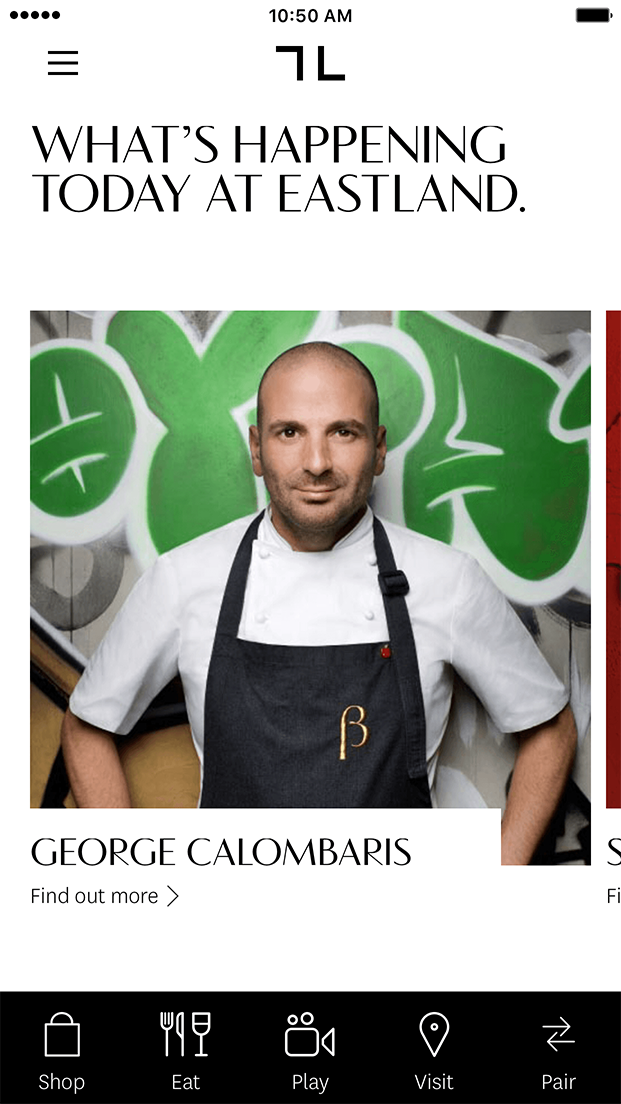 10:50 AM
WHAT’S HAPPENING
TODAY AT EASTLAND.
β
GEORGE CALOMBARIS
S
Find out more
Fi
Shop
Eat
Play
Visit
Pair